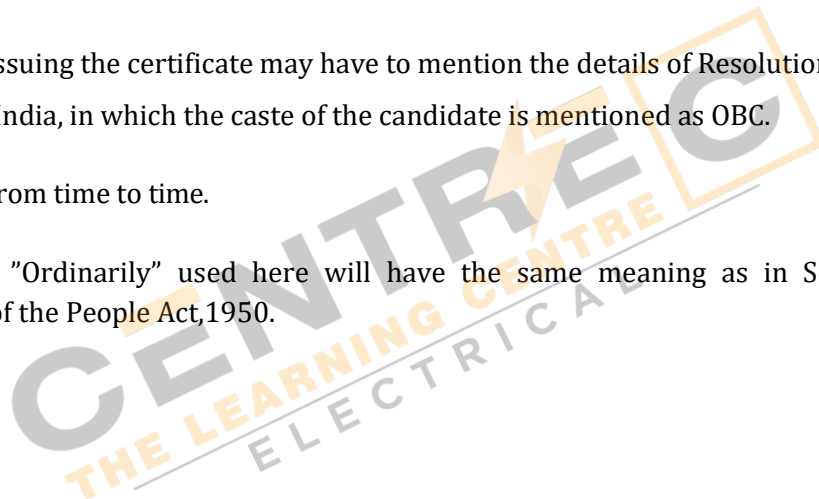 ssuing the certificate may have to mention the details of Resolution
India, in which the caste of the candidate is mentioned as OBC.
rom time to time.
”Ordinarily” used here will have the same meaning as in S
of the People Act,1950.
CENTRE C
THE LEARNING CENTRE
ELECTRICAL